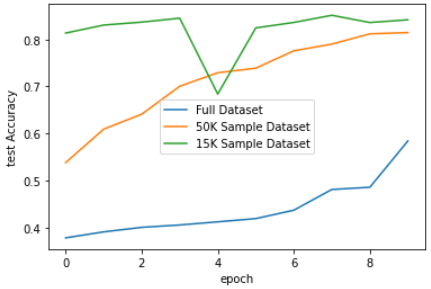 0.8
0.7
0.6
0.5
0.4
test Accuracy
Full Dataset
50K Sample Dataset
15K Sample Dataset
0 2 4 6 8
epoch